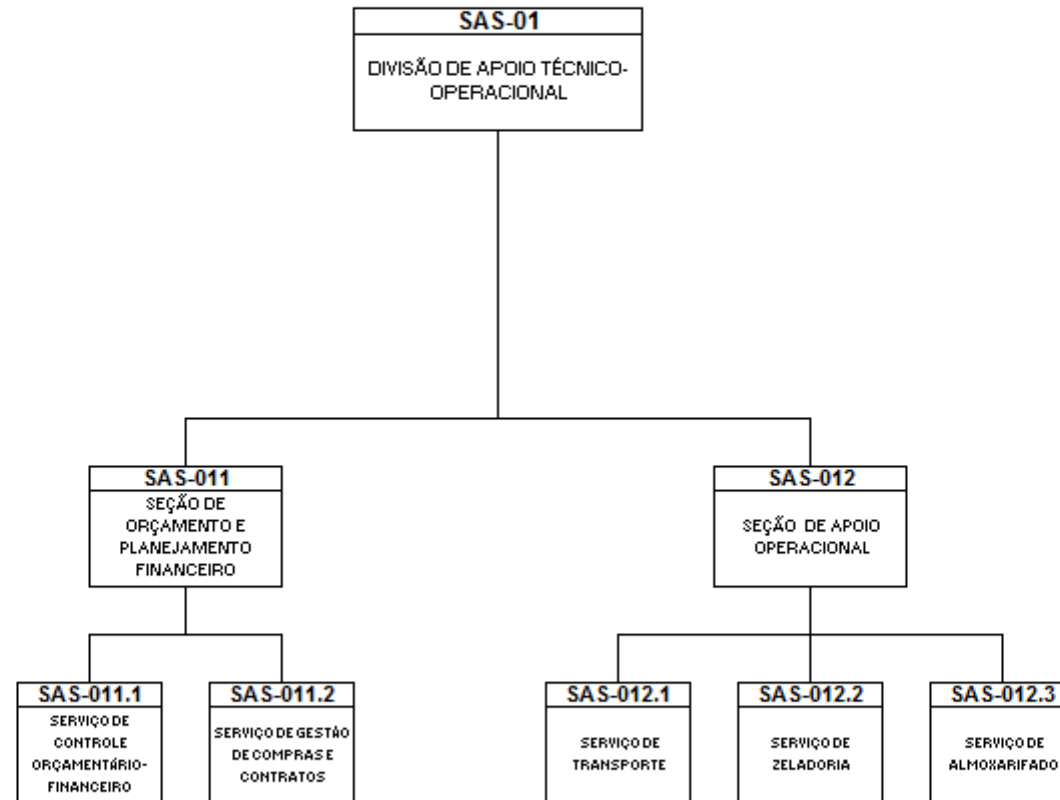 SAS-01
DIVISÃO DE APOIO TÉCNICO-
OPERACIONAL
SAS-011
SEÇÃO DE
ORÇAMENTO E
PLANEJAMENTO
FINANCEIRO
SAS-012
SEÇÃO DE APOIO
OPERACIONAL
SAS-011.1
SERVIÇO DE
CONTROLE
ORÇAMENTÁRIO-
FINANCEIRO
SAS-011.2
SERVIÇO DE GESTÃO
DE COMPRAS E
CONTRATOS
SAS-012.1
SERVIÇO DE
TRANSPORTE
SAS-012.2
SERVIÇO DE
ZELADORIA
SAS-012.3
SERVIÇO DE
ALMOXARIFADO